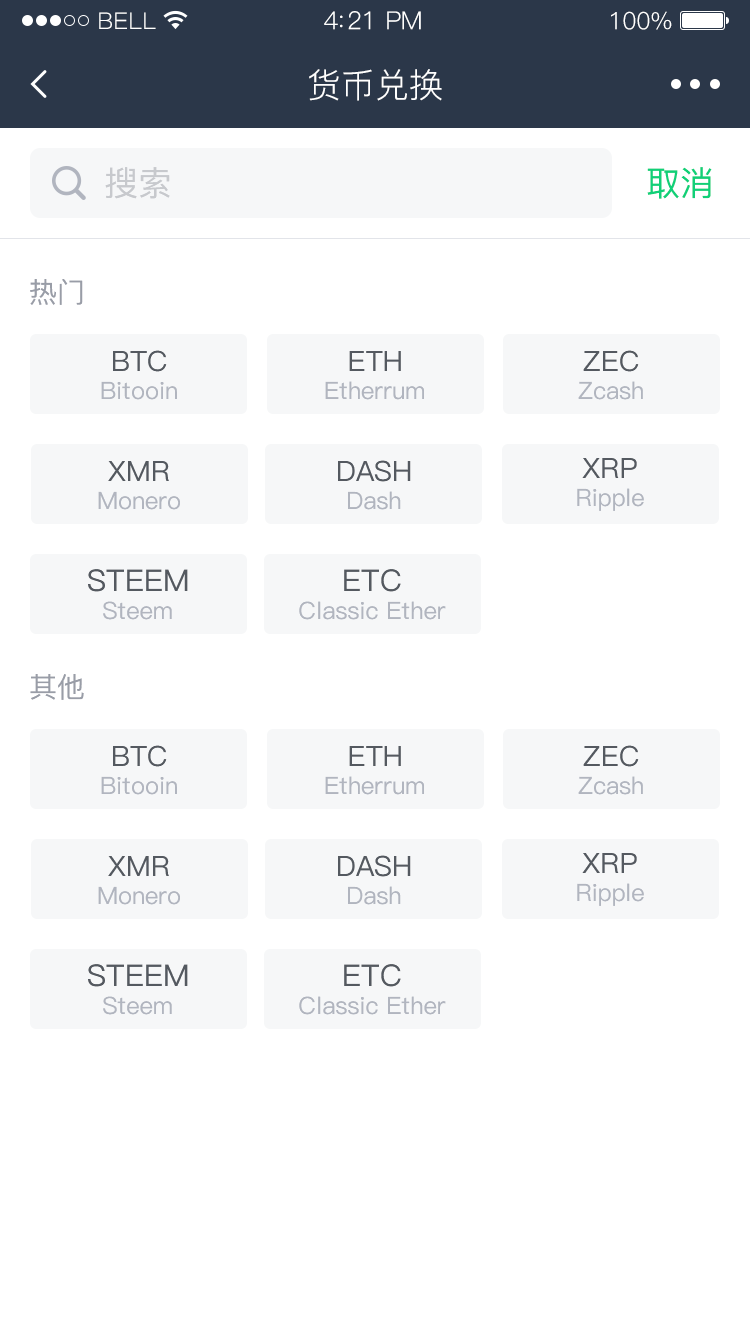 BELL 4:21 PM 100%
货币兑换
搜索 取消
热门
BTC ETH ZEC
Bitooin Etherrum Zcash
XMR DASH XRP
Monero Dash Ripple
STEEM ETC
Steem Classic Ether
其他
BTC ETH ZEC
Bitooin Etherrum Zcash
XMR DASH XRP
Monero Dash Ripple
STEEM ETC
Steem Classic Ether